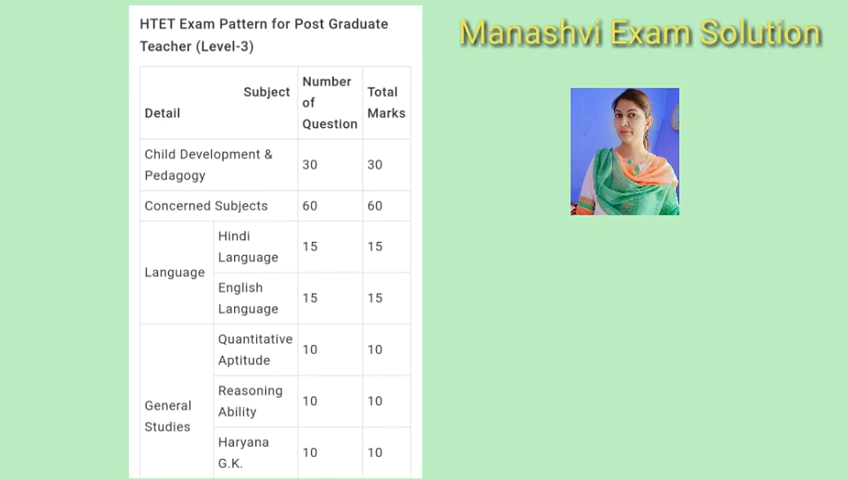 HTET Exam Pattern for Post Graduate
Teacher (Level-3)
Manashvi Exam Solution
Subject
Detail
Number
of
Question
Total
Marks
Child Development &
Pedagogy
30
30
Concerned Subjects
60
60
Language
Hindi
Language
15
15
English
Language
15
15
General
Studies
Quantitative
Aptitude
10
10
Reasoning
Ability
10
10
Haryana
G.K.
10
10